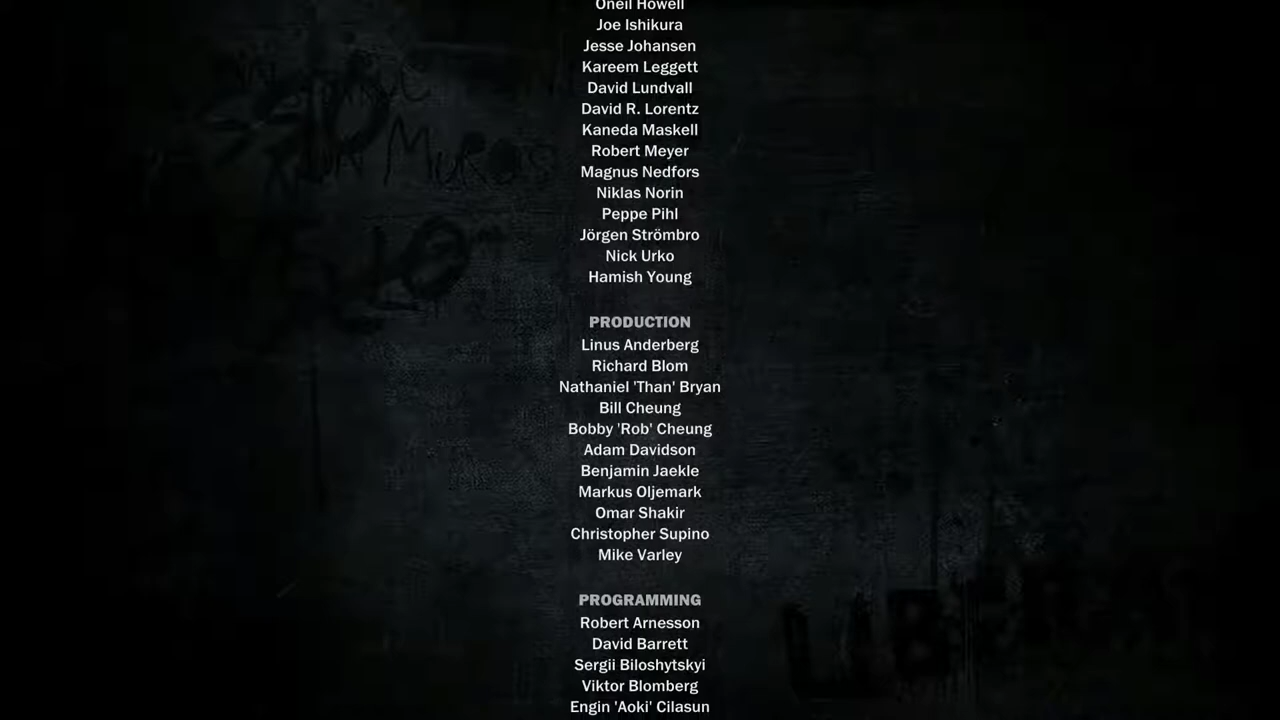 Oneil Howell
Joe Ishikura
Jesse Johansen
Kareem Leggett
David Lundvall
David R. Lorentz
Kaneda Maskell
Robert Meyer
Magnus Nedfors
Niklas Norin
Peppe Pihl
Jörgen Strömbro
Nick Urko
Hamish Young
PRODUCTION
Linus Anderberg
Richard Blom
Nathaniel 'Than' Bryan
Bill Cheung
Bobby 'Rob' Cheung
Adam Davidson
Benjamin Jaekle
Markus Oljemark
Omar Shakir
Christopher Supino
Mike Varley
PROGRAMMING
Robert Arnesson
David Barrett
Sergii Biloshytskyi
Viktor Blomberg
Engin 'Aoki' Cilasun